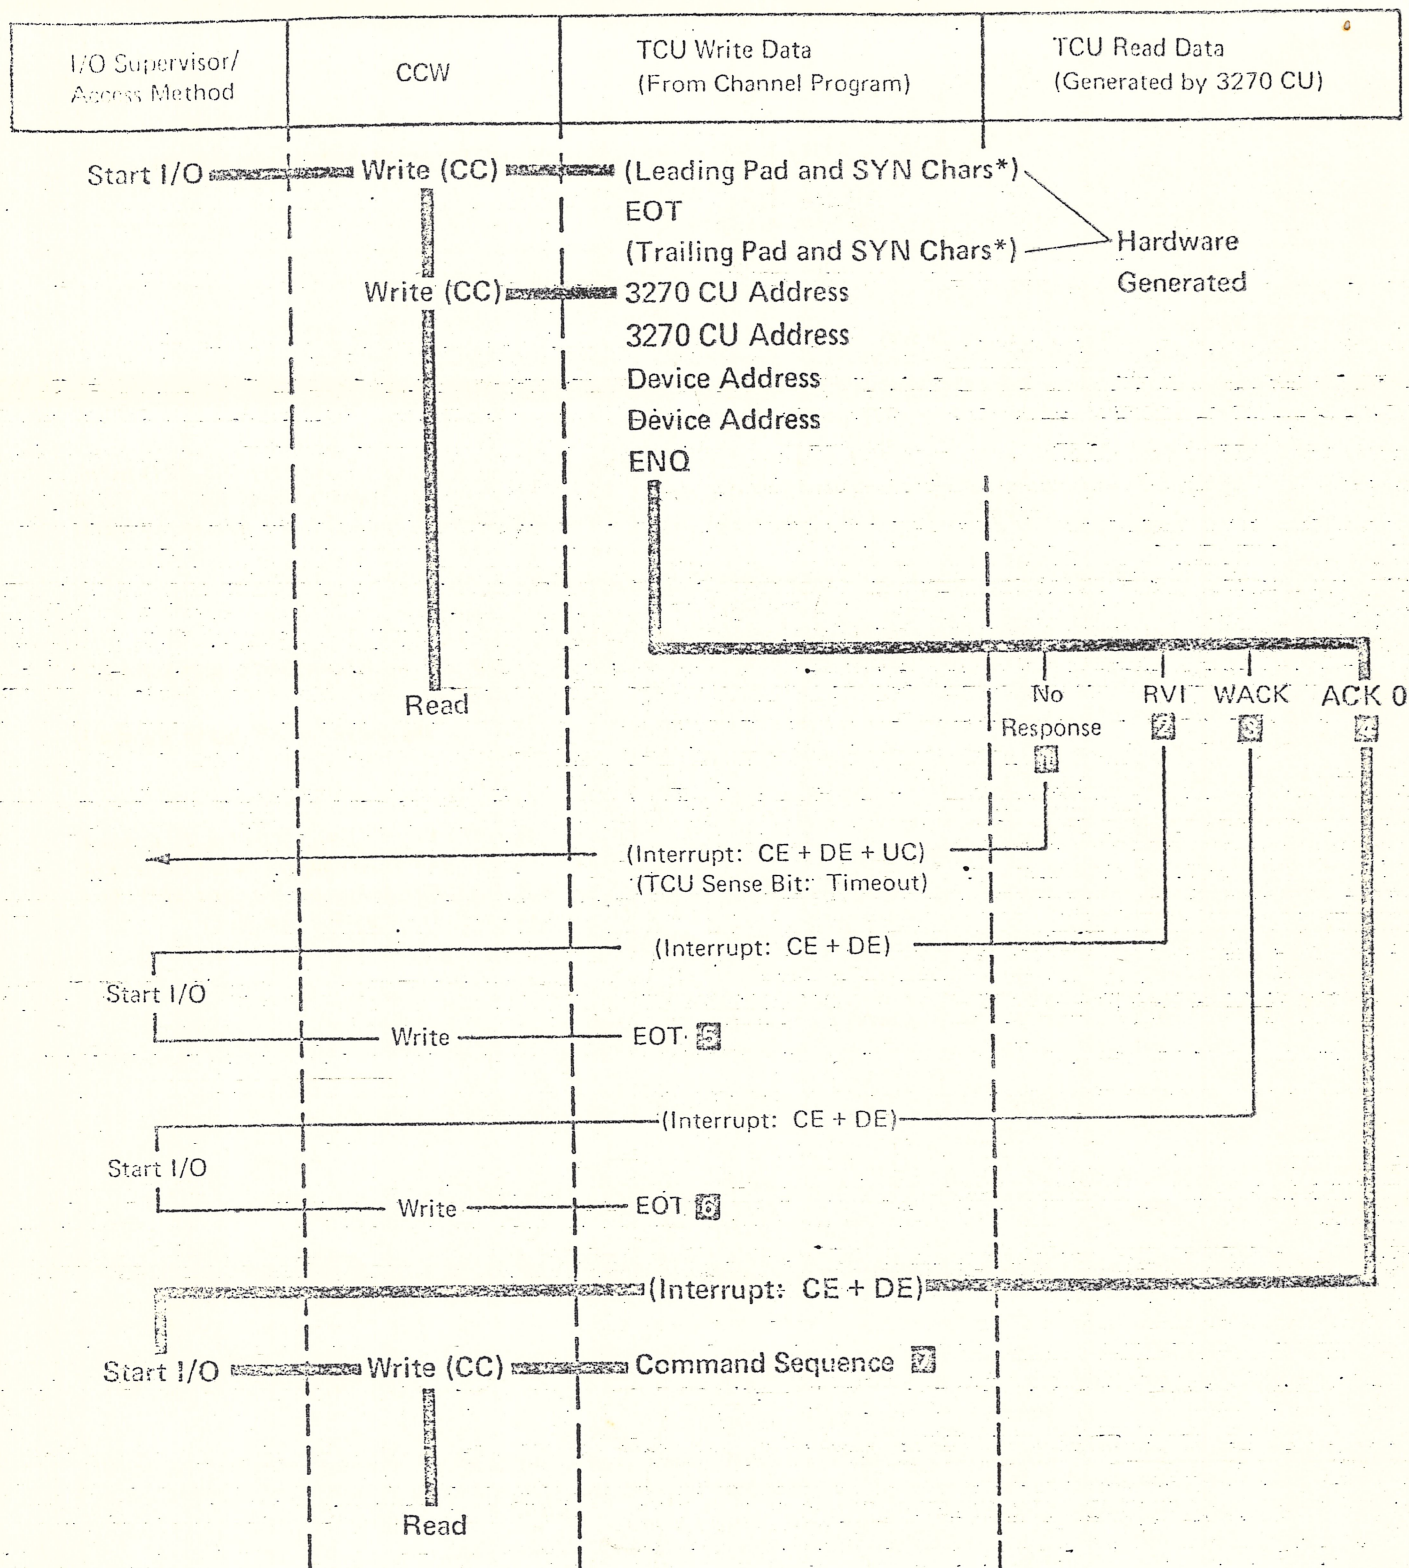 I/O Supervisor/
Access Method
CCW
TCU Write Data
(From Channel Program)
TCU Read Data
(Generated by 3270 CU)
Start I/O
Write (CC)
(Leading Pad and SYN Chars*)
EOT
(Trailing Pad and SYN Chars*)
Hardware
Generated
Write (CC)
3270 CU Address
3270 CU Address
Device Address
Device Address
ENQ
Read
No
Response
1
RVI
2
WACK
3
ACK 0
4
(Interrupt: CE + DE + UC)
(TCU Sense Bit: Timeout)
(Interrupt: CE + DE)
Start I/O
Write
EOT 5
(Interrupt: CE + DE)
Start I/O
Write
EOT 6
(Interrupt: CE + DE)
Start I/O
Write (CC)
Command Sequence 7
Read